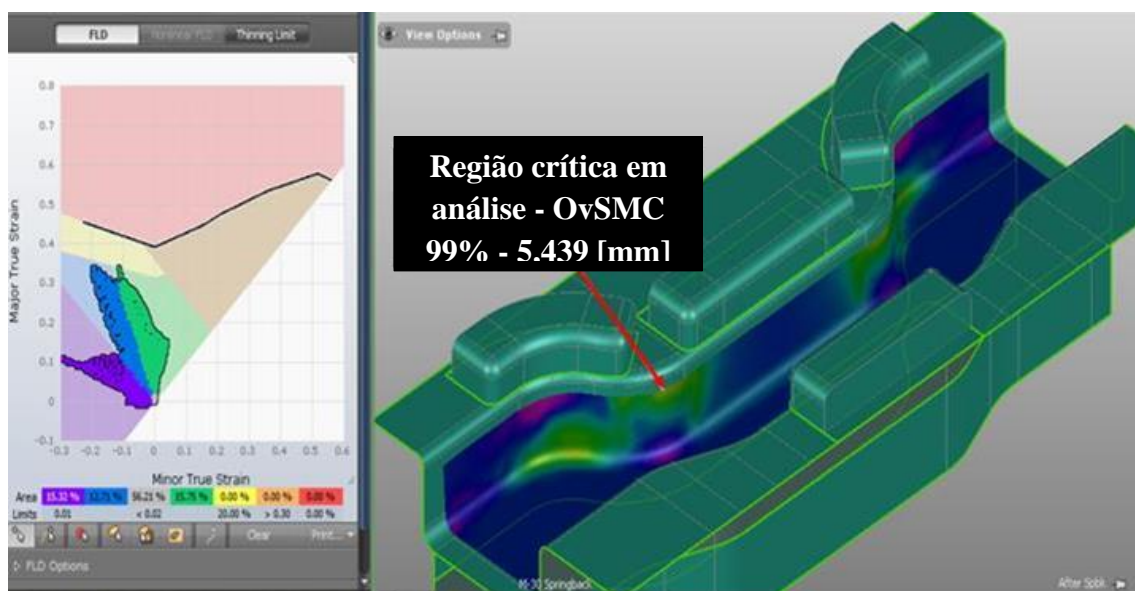 FLD Nonlinear FLD Thinning Limit
View Options
Região crítica em
análise - OvSMC
99% - 5.439 [mm]
0.8
0.7
0.6
0.5
0.4
0.3
0.2
0.1
0
-0.1
Major True Strain
-0.3 -0.2 -0.1 0 0.1 0.2 0.3 0.4 0.5 0.6
Minor True Strain
Area 15.32 % 12.71 % 56.21 % 15.75 % 0.00 % 0.00 % 0.00 %
Limits 0.01 < 0.02 20.00 % > 0.30 0.00 %
Clear Print...
FLD Options
Springback
After Spbk